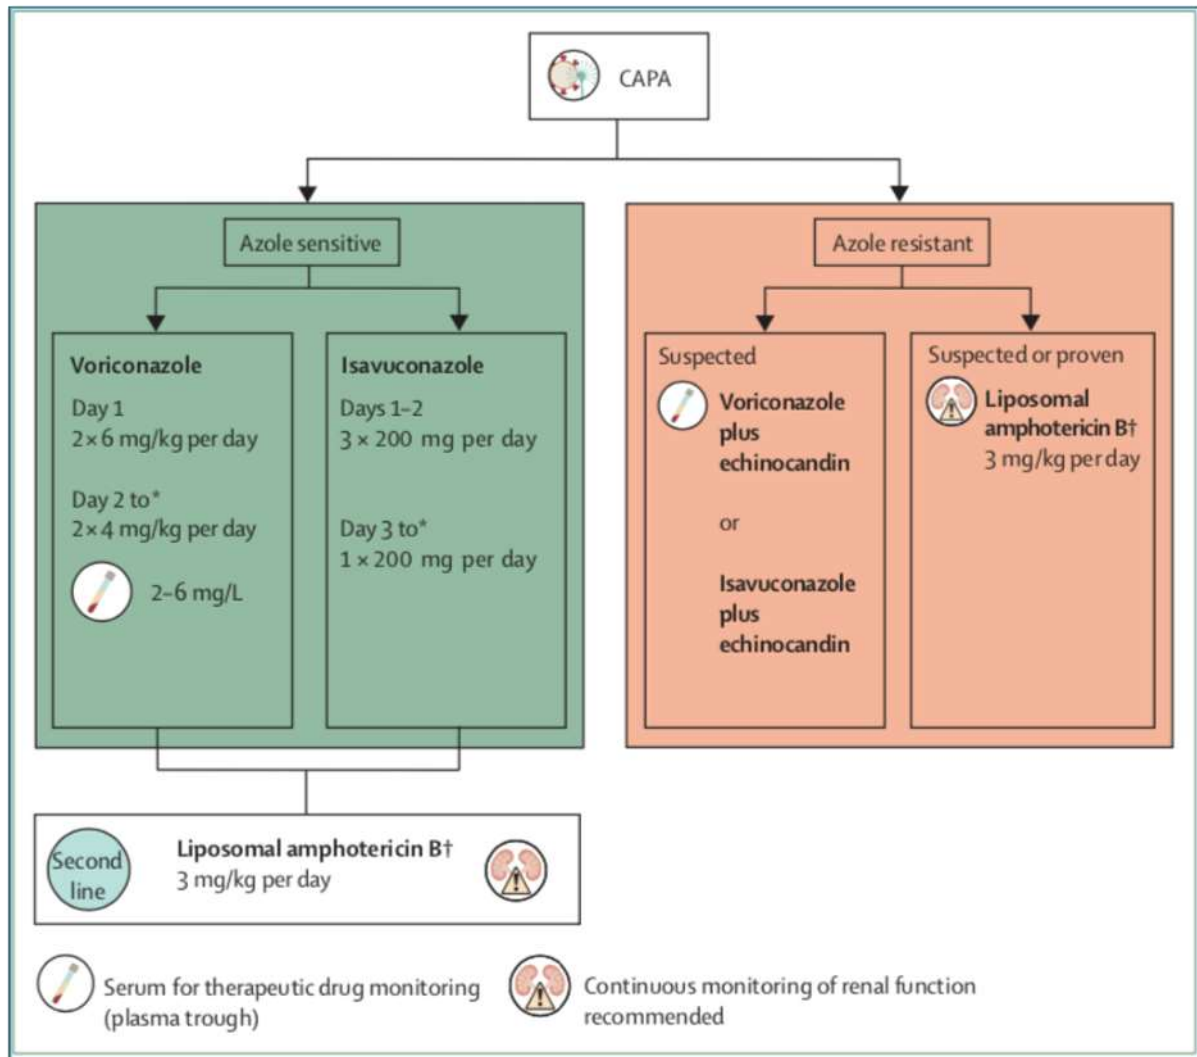 CAPA
Azole sensitive
Voriconazole
Day 1
2 × 6 mg/kg per day
Day 2 to*
2 × 4 mg/kg per day
2–6 mg/L
Isavuconazole
Days 1–2
3 × 200 mg per day
Day 3 to*
1 × 200 mg per day
Azole resistant
Suspected
Voriconazole
plus
echinocandin
or
Isavuconazole
plus
echinocandin
Suspected or proven
Liposomal
amphotericin B†
3 mg/kg per day
Second
line
Liposomal amphotericin B†
3 mg/kg per day
Serum for therapeutic drug monitoring
(plasma trough)
Continuous monitoring of renal function
recommended